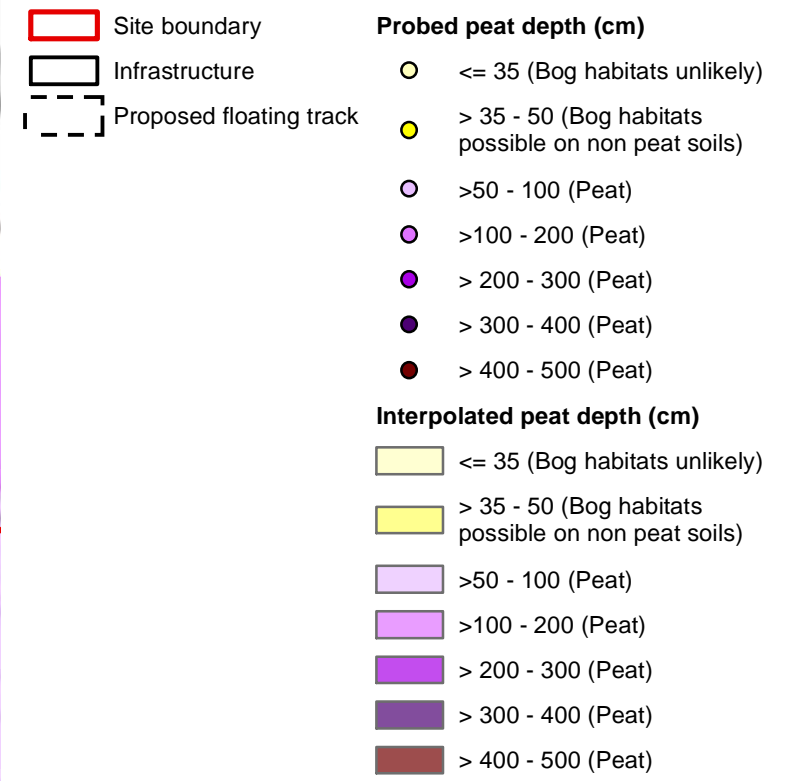 Site boundary
Infrastructure
Proposed floating track
Probed peat depth (cm)
<= 35 (Bog habitats unlikely)
> 35 - 50 (Bog habitats
possible on non peat soils)
>50 - 100 (Peat)
>100 - 200 (Peat)
> 200 - 300 (Peat)
> 300 - 400 (Peat)
> 400 - 500 (Peat)
Interpolated peat depth (cm)
<= 35 (Bog habitats unlikely)
> 35 - 50 (Bog habitats
possible on non peat soils)
>50 - 100 (Peat)
>100 - 200 (Peat)
> 200 - 300 (Peat)
> 300 - 400 (Peat)
> 400 - 500 (Peat)